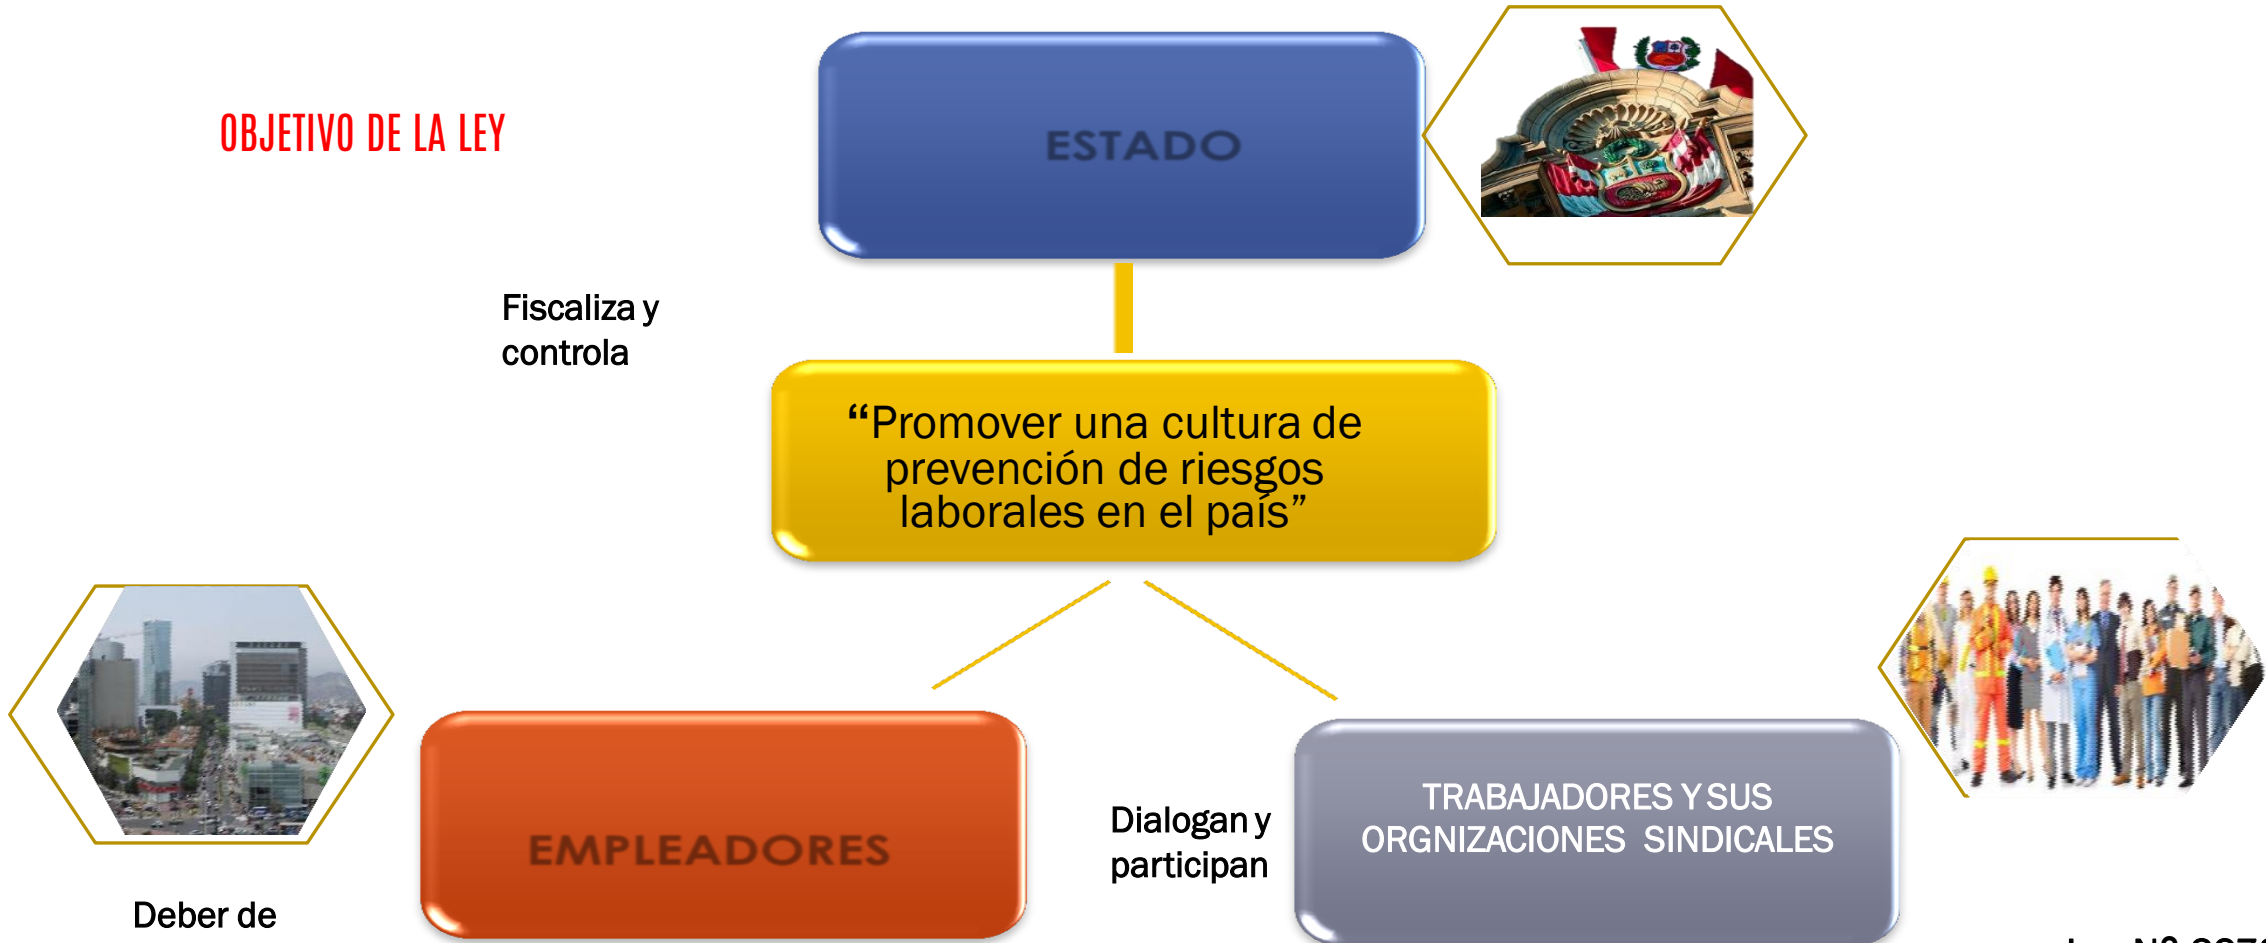 OBJETIVO DE LA LEY
ESTADO
Fiscaliza y
controla
“Promover una cultura de
prevención de riesgos
laborales en el país”
EMPLEADORES
Dialogan y
participan
TRABAJADORES Y SUS
ORGNIZACIONES SINDICALES
Deber de